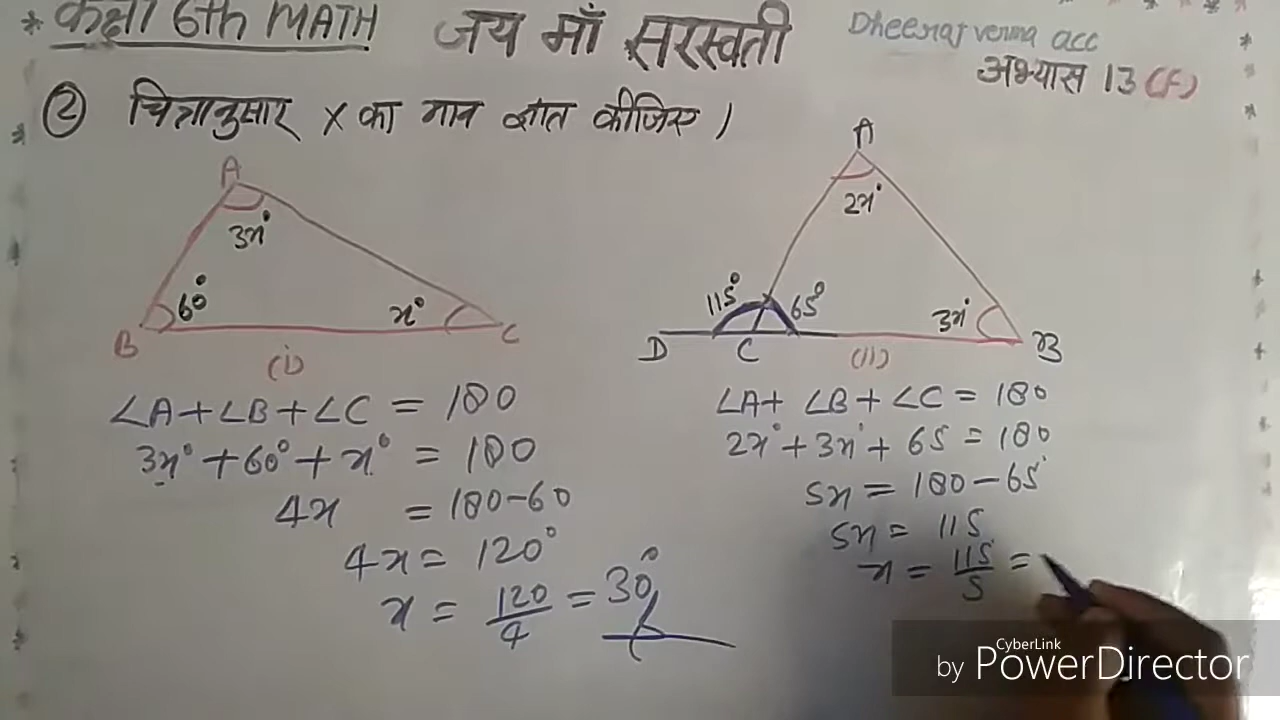 * कक्षा 6th MATH जय माँ सरस्वती Dheeraj verma acc
अभ्यास 13 (F)
② चित्रानुसार x का मान ज्ञात कीजिए ।
A
3x°
60°
x°
B
C
(i)
∠A + ∠B + ∠C = 180
3x° + 60° + x° = 180
4x = 180 - 60
4x = 120°
x = 120/4 = 30°
A
2x°
115°
65°
3x°
D
C
(ii)
B
∠A + ∠B + ∠C = 180
2x° + 3x° + 65 = 180
5x = 180 - 65°
5x = 115
x = 115/5 =
CyberLink
by PowerDirector